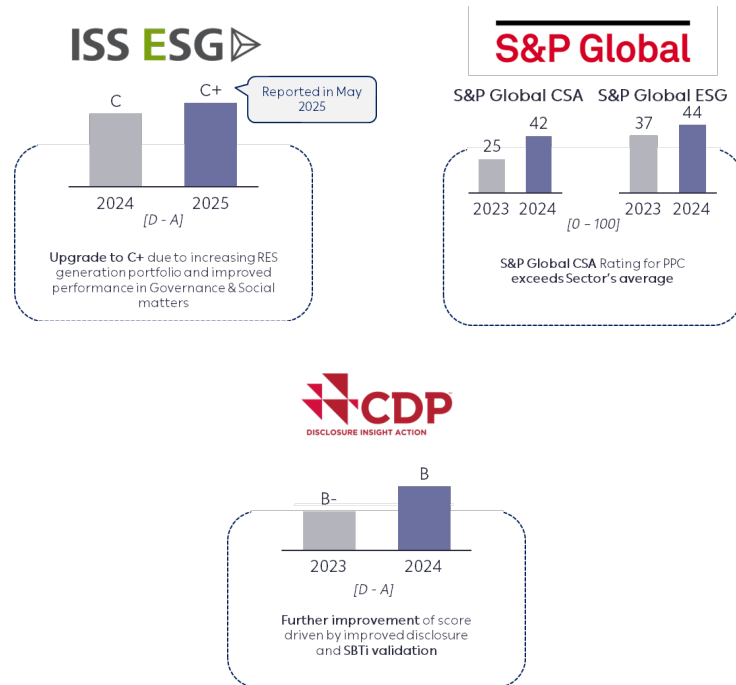 ISS ESG
C
C+
Reported in May
2025
2024
2025
[D - A]
Upgrade to C+ due to increasing RES
generation portfolio and improved
performance in Governance & Social
matters
S&P Global
S&P Global CSA
S&P Global ESG
25
42
37
44
2023
2024
2023
2024
[0 – 100]
S&P Global CSA Rating for PPC
exceeds Sector's average
CDP
DISCLOSURE INSIGHT ACTION
B-
B
2023
2024
[D - A]
Further improvement of score
driven by improved disclosure
and SBTi validation